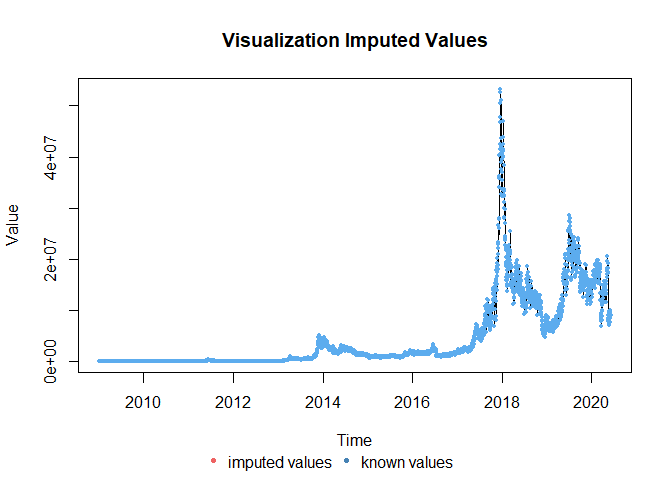 Visualization Imputed Values
Value
4e+07
2e+07
0e+00
2010 2012 2014 2016 2018 2020
Time
imputed values known values